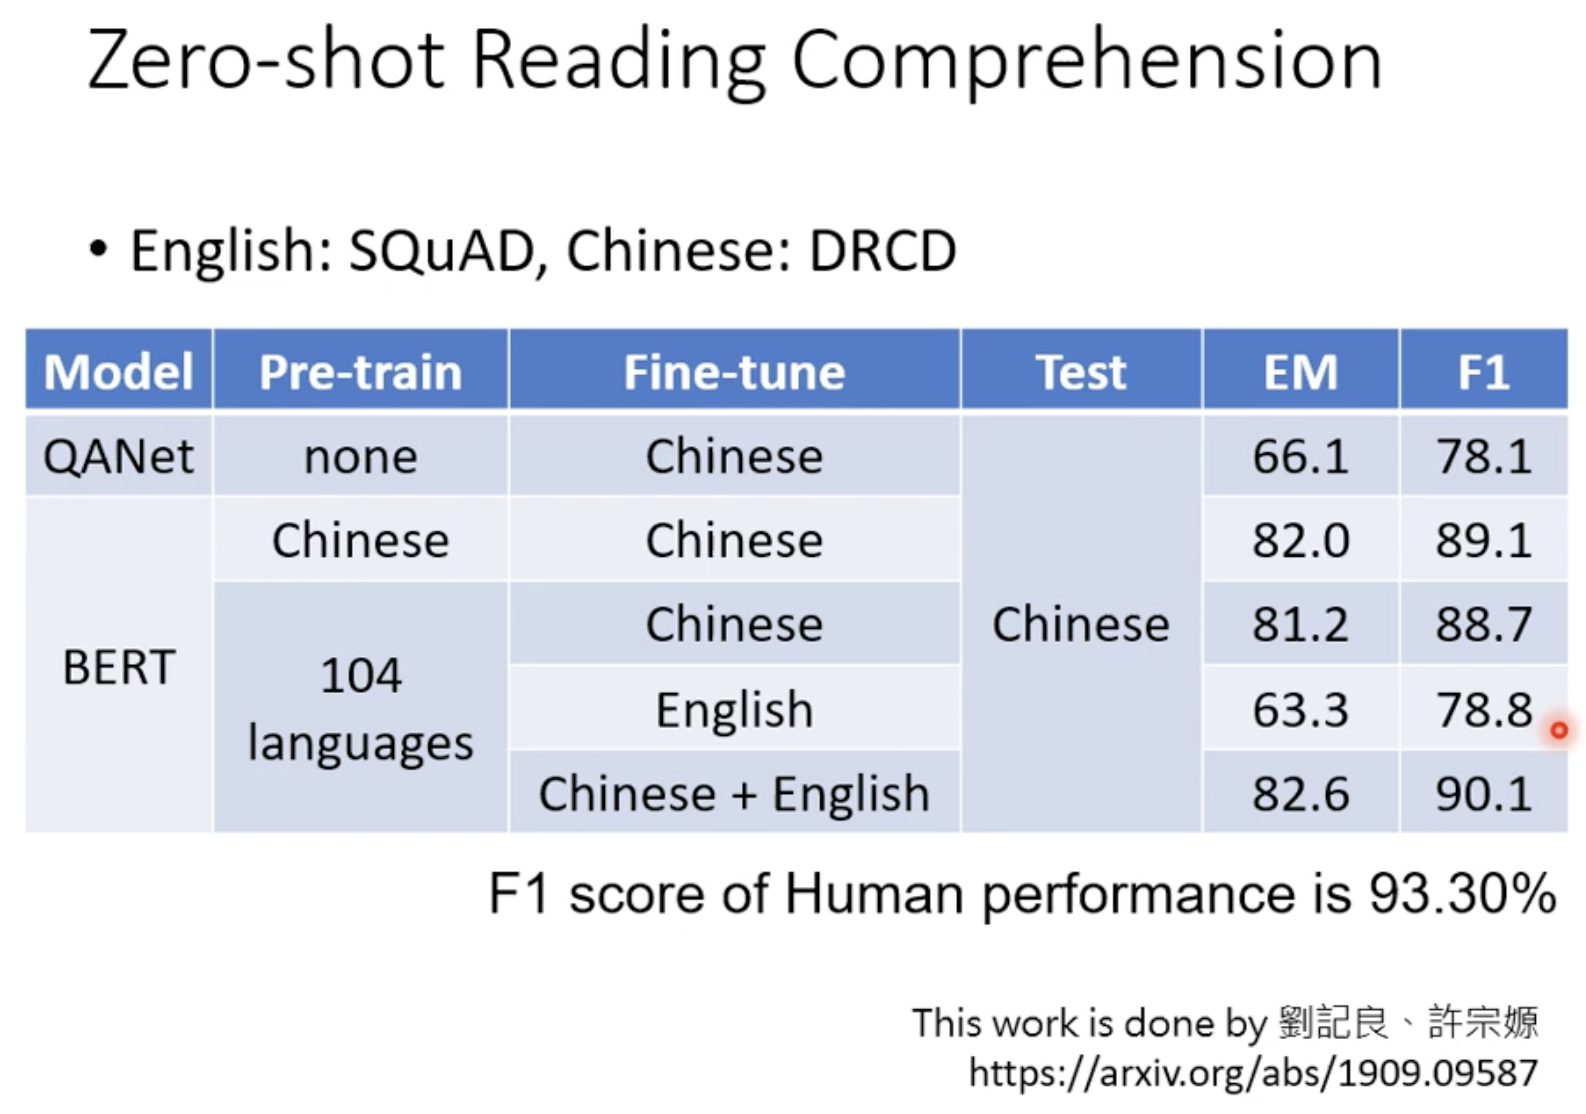 Zero-shot Reading Comprehension
• English: SQuAD, Chinese: DRCD
Model Pre-train Fine-tune Test EM F1
QANet none Chinese 66.1 78.1
Chinese Chinese 82.0 89.1
Chinese Chinese 81.2 88.7
BERT 104
languages
English 63.3 78.8
Chinese + English 82.6 90.1
F1 score of Human performance is 93.30%
This work is done by 劉記良、許宗嫄
https://arxiv.org/abs/1909.09587